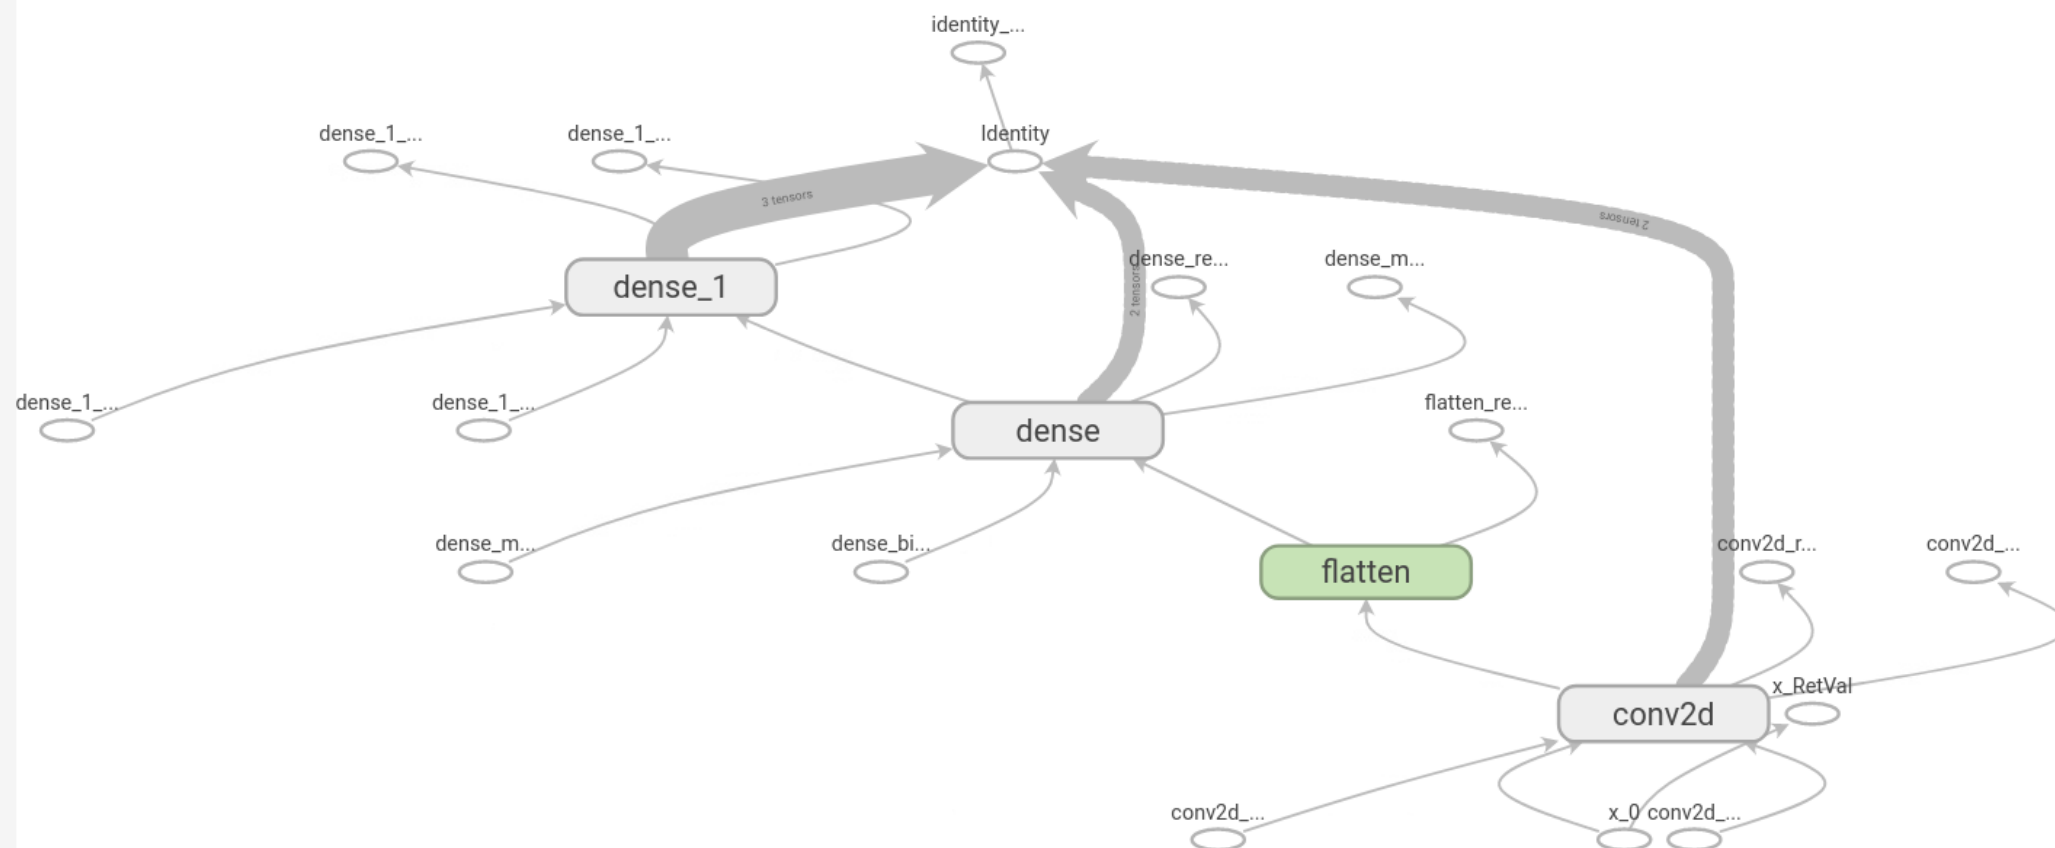 identity_...
dense_1_...
dense_1_...
Identity
3 tensors
2 tensors
dense_1
2 tensors
dense_re...
dense_m...
dense_1_...
dense_1_...
dense
flatten_re...
dense_m...
dense_bi...
flatten
conv2d_r...
conv2d_...
conv2d
x_RetVal
conv2d_...
x_0
conv2d_...